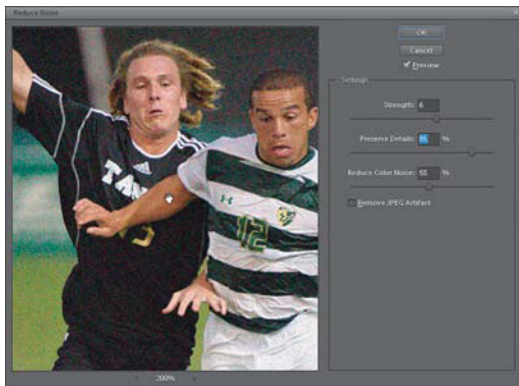 Reduce Noise
OK
Cancel
Preview
Settings
Strength: 6
Preserve Details: %
Reduce Color Noise: 55 %
Remove JPEG Artifact
TAM
12
200%